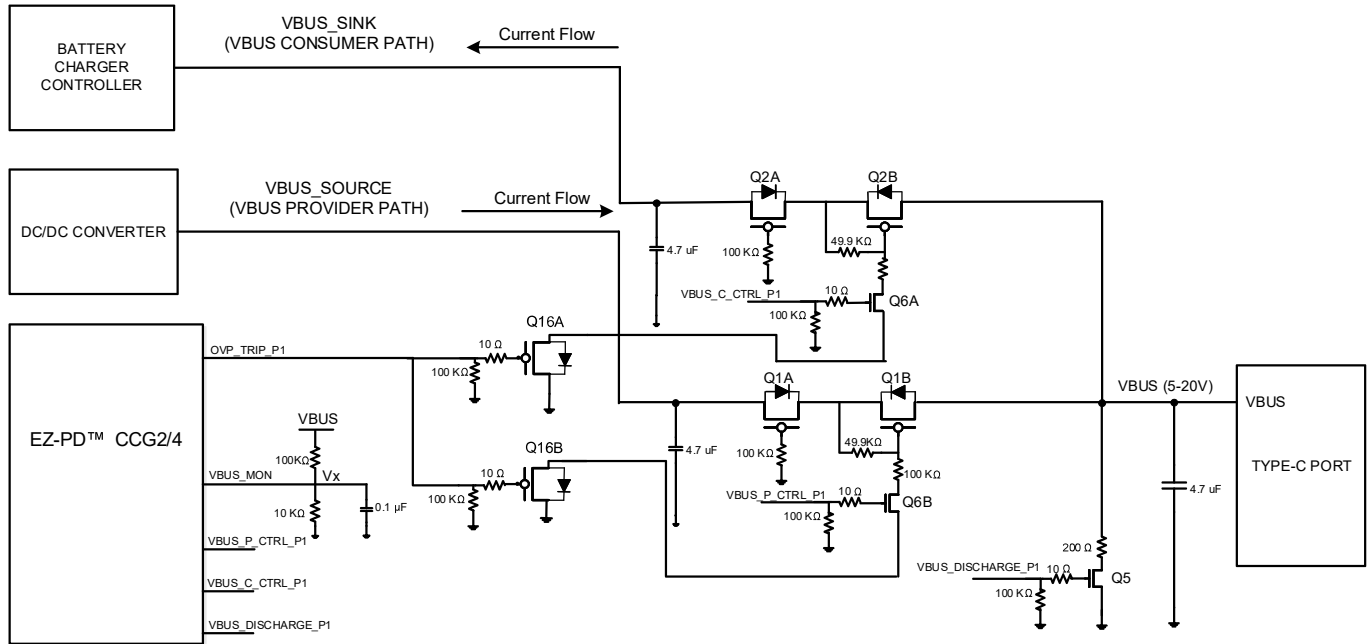 VBUS_SINK
(VBUS CONSUMER PATH)
Current Flow
BATTERY
CHARGER
CONTROLLER
VBUS_SOURCE
(VBUS PROVIDER PATH)
Current Flow
DC/DC CONVERTER
Q2A
Q2B
4.7 uF
100 KΩ
49.9 KΩ
VBUS_C_CTRL_P1
10 Ω
100 KΩ
Q6A
EZ-PD™ CCG2/4
OVP_TRIP_P1
100 KΩ
10 Ω
Q16A
VBUS
100KΩ
VBUS_MON
Vx
10 KΩ
0.1 µF
100 KΩ
10 Ω
Q16B
VBUS_P_CTRL_P1
VBUS_C_CTRL_P1
VBUS_DISCHARGE_P1
Q1A
Q1B
4.7 uF
100 KΩ
49.9KΩ
100 KΩ
VBUS_P_CTRL_P1
10 Ω
100 KΩ
Q6B
VBUS (5-20V)
VBUS
TYPE-C PORT
4.7 uF
200 Ω
VBUS_DISCHARGE_P1
10 Ω
100 KΩ
Q5